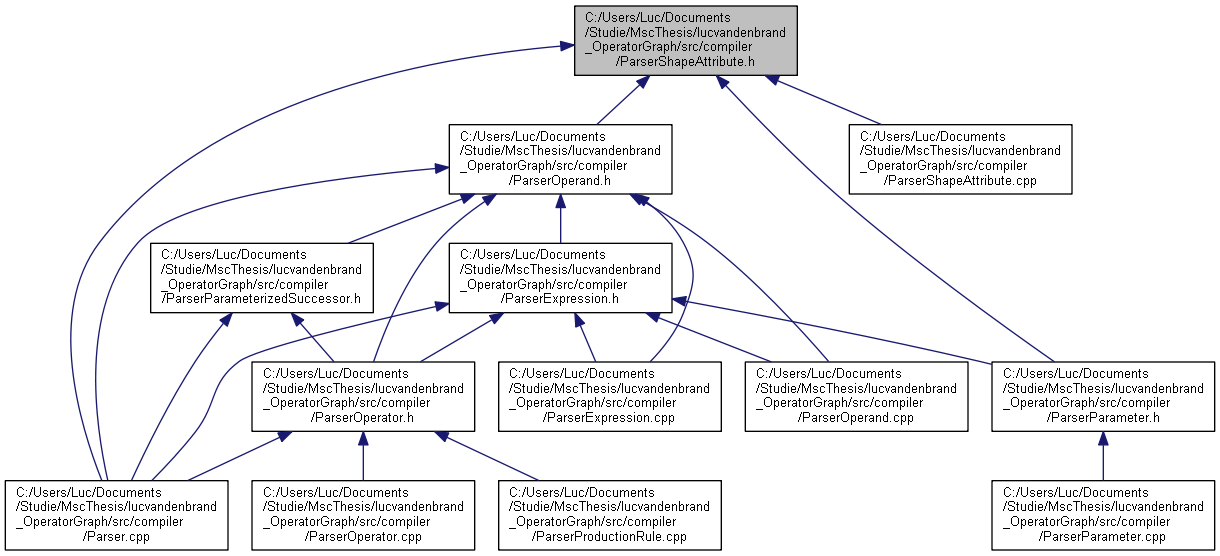 C:/Users/Luc/Documents
/Studie/MscThesis/lucvandenbrand
_OperatorGraph/src/compiler
/ParserShapeAttribute.h
C:/Users/Luc/Documents
/Studie/MscThesis/lucvandenbrand
_OperatorGraph/src/compiler
/ParserOperand.h
C:/Users/Luc/Documents
/Studie/MscThesis/lucvandenbrand
_OperatorGraph/src/compiler
/ParserShapeAttribute.cpp
C:/Users/Luc/Documents
/Studie/MscThesis/lucvandenbrand
_OperatorGraph/src/compiler
/ParserParameterizedSuccessor.h
C:/Users/Luc/Documents
/Studie/MscThesis/lucvandenbrand
_OperatorGraph/src/compiler
/ParserExpression.h
C:/Users/Luc/Documents
/Studie/MscThesis/lucvandenbrand
_OperatorGraph/src/compiler
/ParserOperator.h
C:/Users/Luc/Documents
/Studie/MscThesis/lucvandenbrand
_OperatorGraph/src/compiler
/ParserExpression.cpp
C:/Users/Luc/Documents
/Studie/MscThesis/lucvandenbrand
_OperatorGraph/src/compiler
/ParserOperand.cpp
C:/Users/Luc/Documents
/Studie/MscThesis/lucvandenbrand
_OperatorGraph/src/compiler
/ParserParameter.h
C:/Users/Luc/Documents
/Studie/MscThesis/lucvandenbrand
_OperatorGraph/src/compiler
/Parser.cpp
C:/Users/Luc/Documents
/Studie/MscThesis/lucvandenbrand
_OperatorGraph/src/compiler
/ParserOperator.cpp
C:/Users/Luc/Documents
/Studie/MscThesis/lucvandenbrand
_OperatorGraph/src/compiler
/ParserProductionRule.cpp
C:/Users/Luc/Documents
/Studie/MscThesis/lucvandenbrand
_OperatorGraph/src/compiler
/ParserParameter.cpp